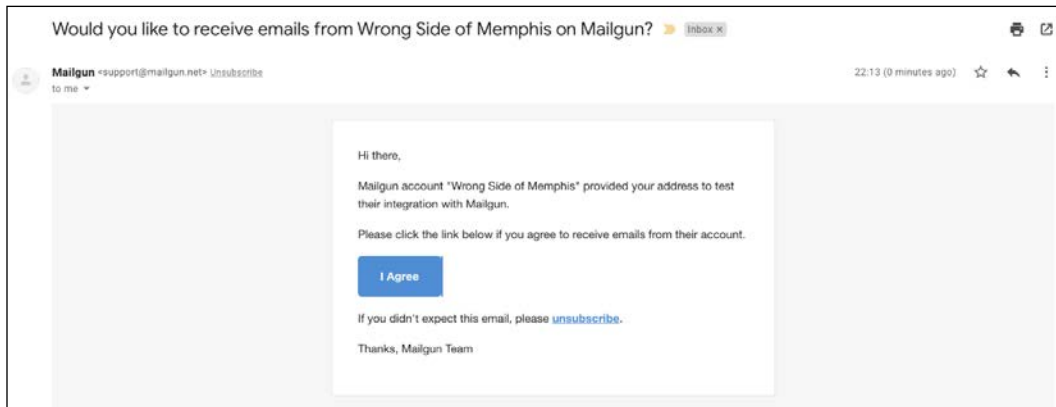 Would you like to receive emails from Wrong Side of Memphis on Mailgun? Inbox ×
Mailgun <support@mailgun.net> Unsubscribe 22:13 (0 minutes ago)
to me
Hi there,
Mailgun account "Wrong Side of Memphis" provided your address to test
their integration with Mailgun.
Please click the link below if you agree to receive emails from their account.
I Agree
If you didn't expect this email, please unsubscribe.
Thanks, Mailgun Team